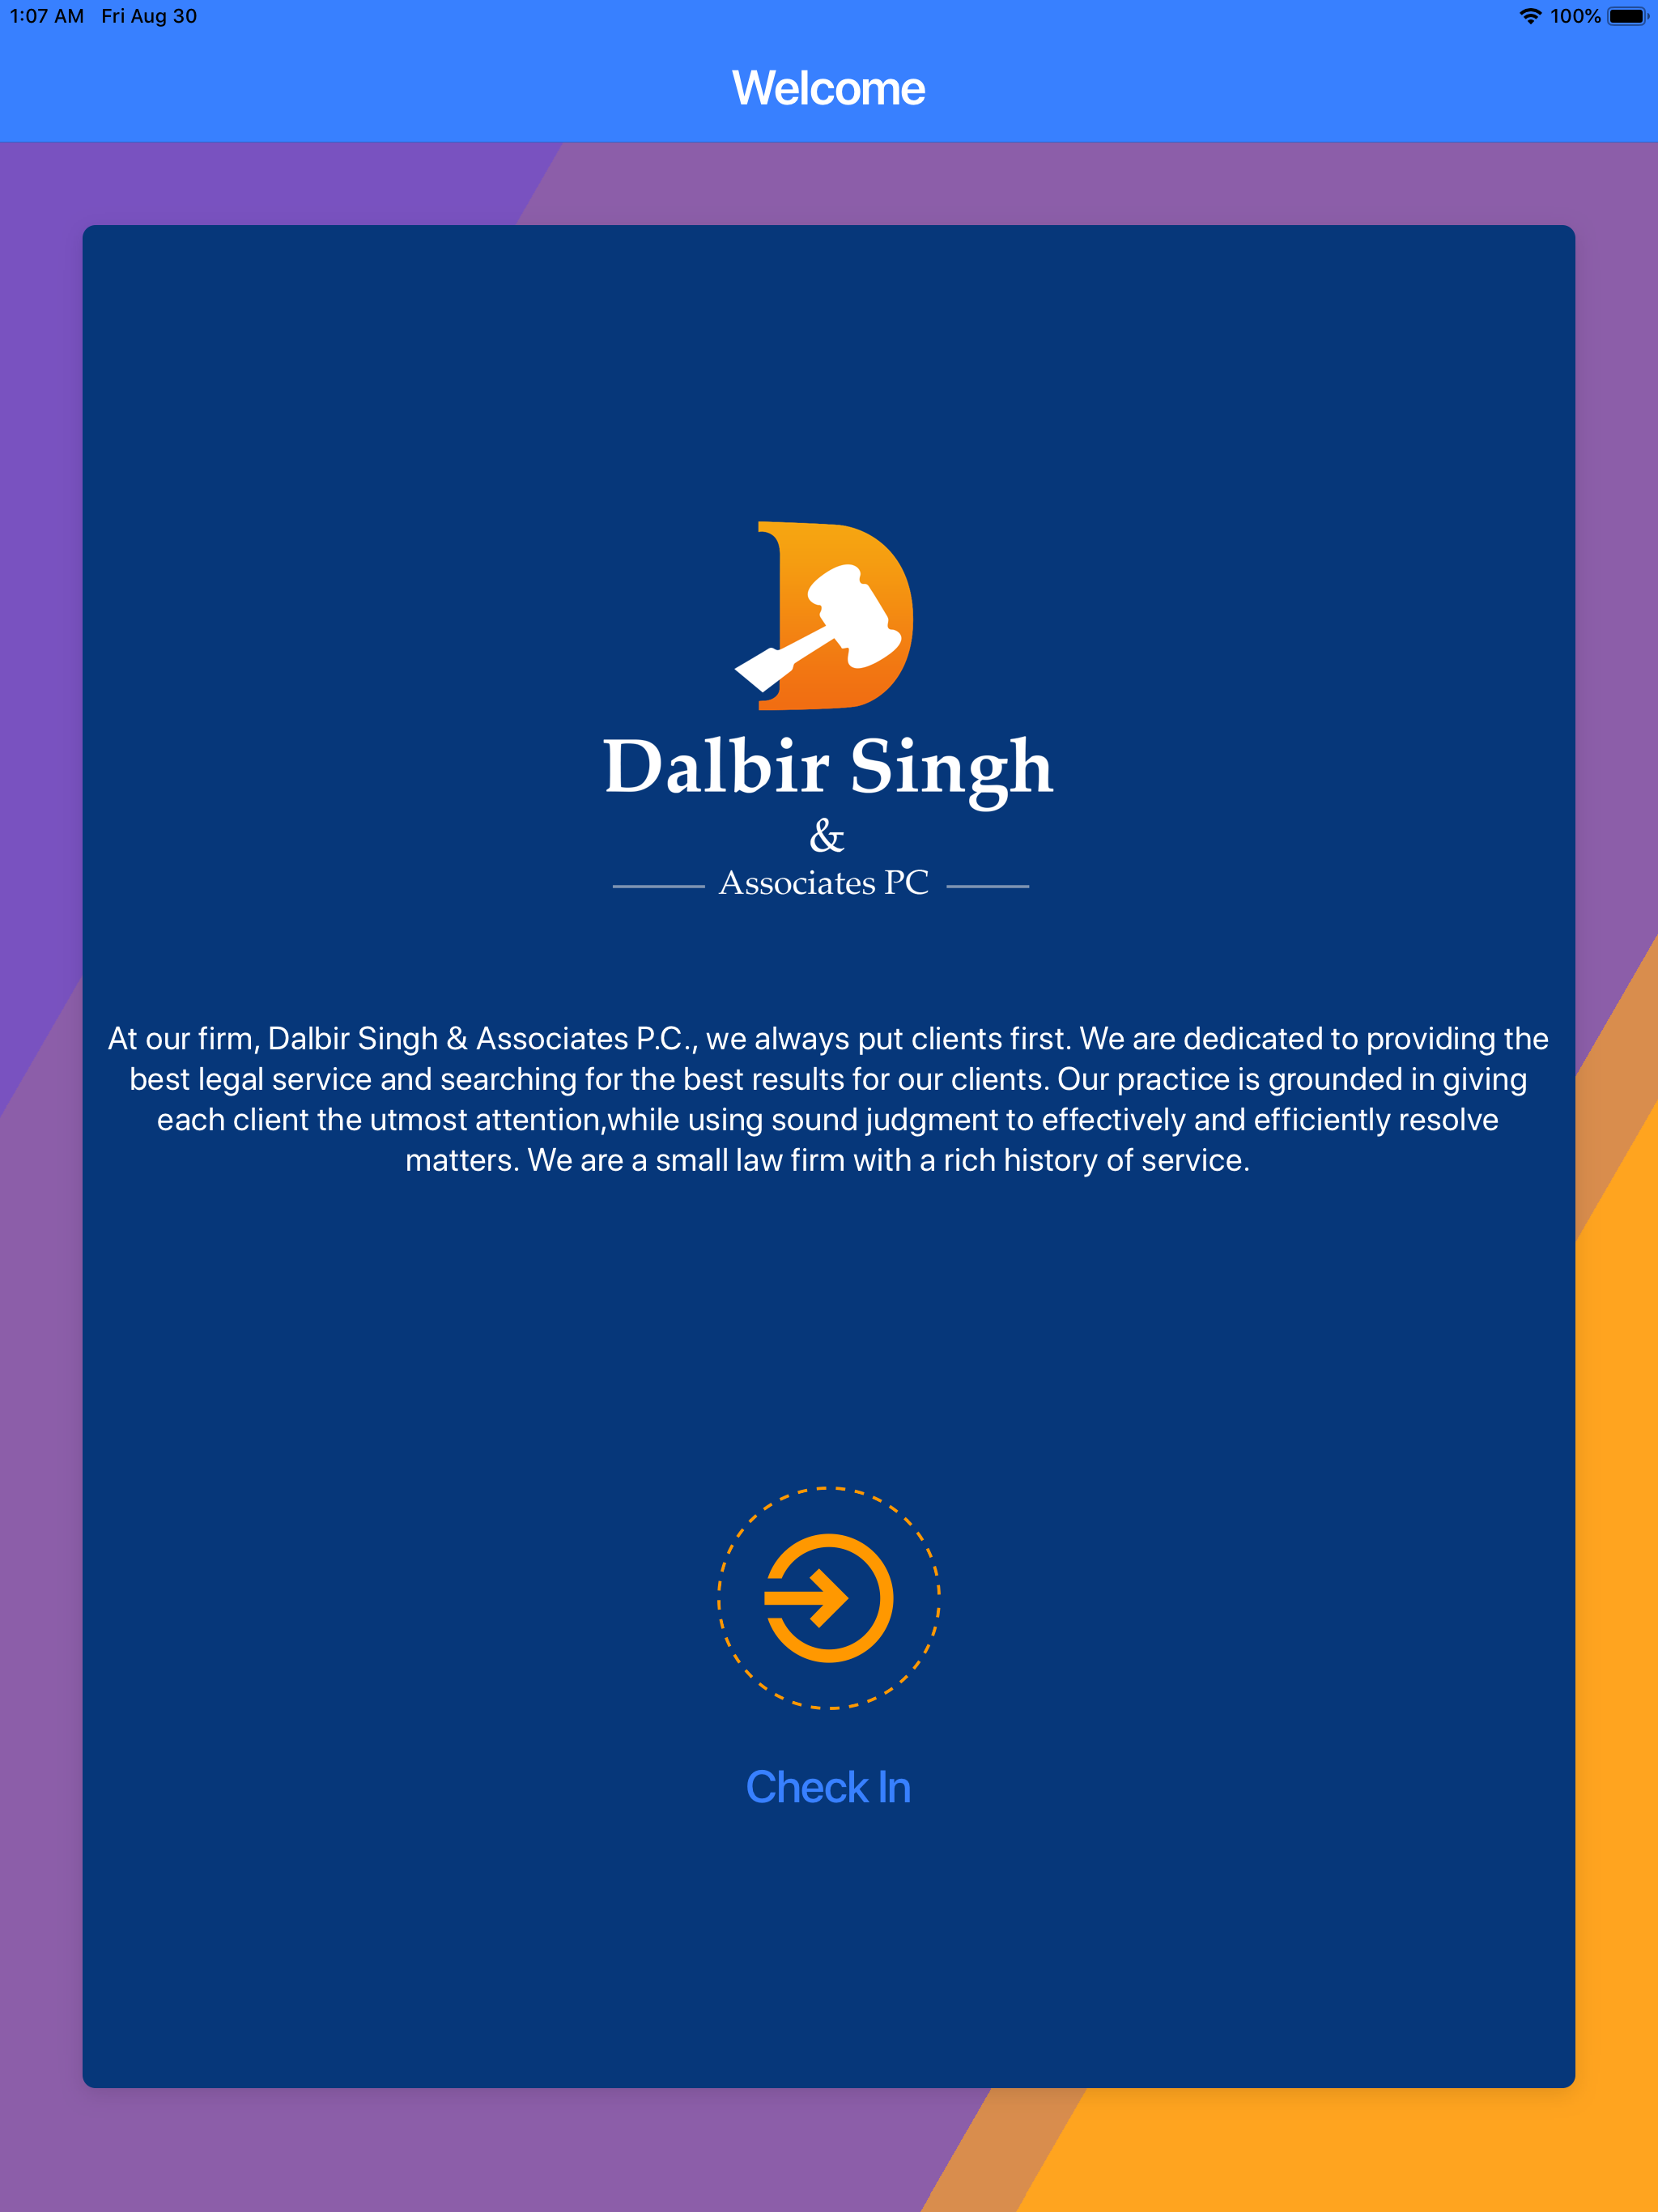 1:07 AM Fri Aug 30
100%
Welcome
D
Dalbir Singh
&
Associates PC
At our firm, Dalbir Singh & Associates P.C., we always put clients first. We are dedicated to providing the
best legal service and searching for the best results for our clients. Our practice is grounded in giving
each client the utmost attention,while using sound judgment to effectively and efficiently resolve
matters. We are a small law firm with a rich history of service.
Check In